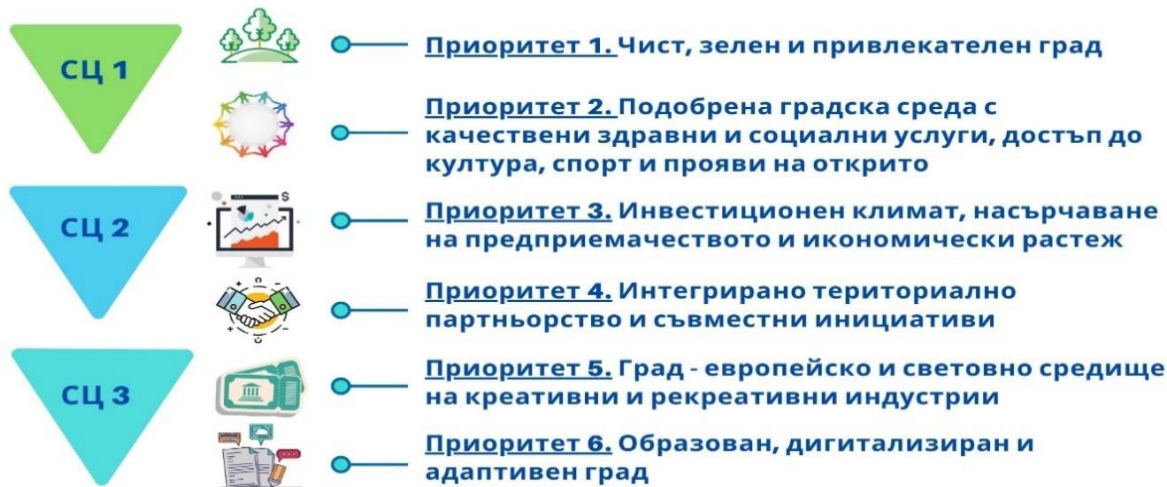 СЦ 1
Приоритет 1. Чист, зелен и привлекателен град
Приоритет 2. Подобрена градска среда с
качествени здравни и социални услуги, достъп до
култура, спорт и прояви на открито
СЦ 2
Приоритет 3. Инвестиционен климат, насърчаване
на предприемачеството и икономически растеж
Приоритет 4. Интегрирано териториално
партньорство и съвместни инициативи
СЦ 3
Приоритет 5. Град - европейско и световно средище
на креативни и рекреативни индустрии
Приоритет 6. Образован, дигитализиран и
адаптивен град